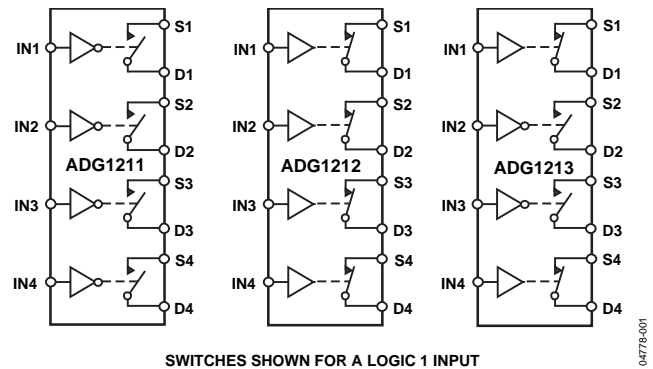 S1
IN1
D1
S2
IN2
D2
ADG1211
S3
IN3
D3
S4
IN4
D4
S1
IN1
D1
S2
IN2
D2
ADG1212
S3
IN3
D3
S4
IN4
D4
S1
IN1
D1
S2
IN2
D2
ADG1213
S3
IN3
D3
S4
IN4
D4
SWITCHES SHOWN FOR A LOGIC 1 INPUT
04778-001